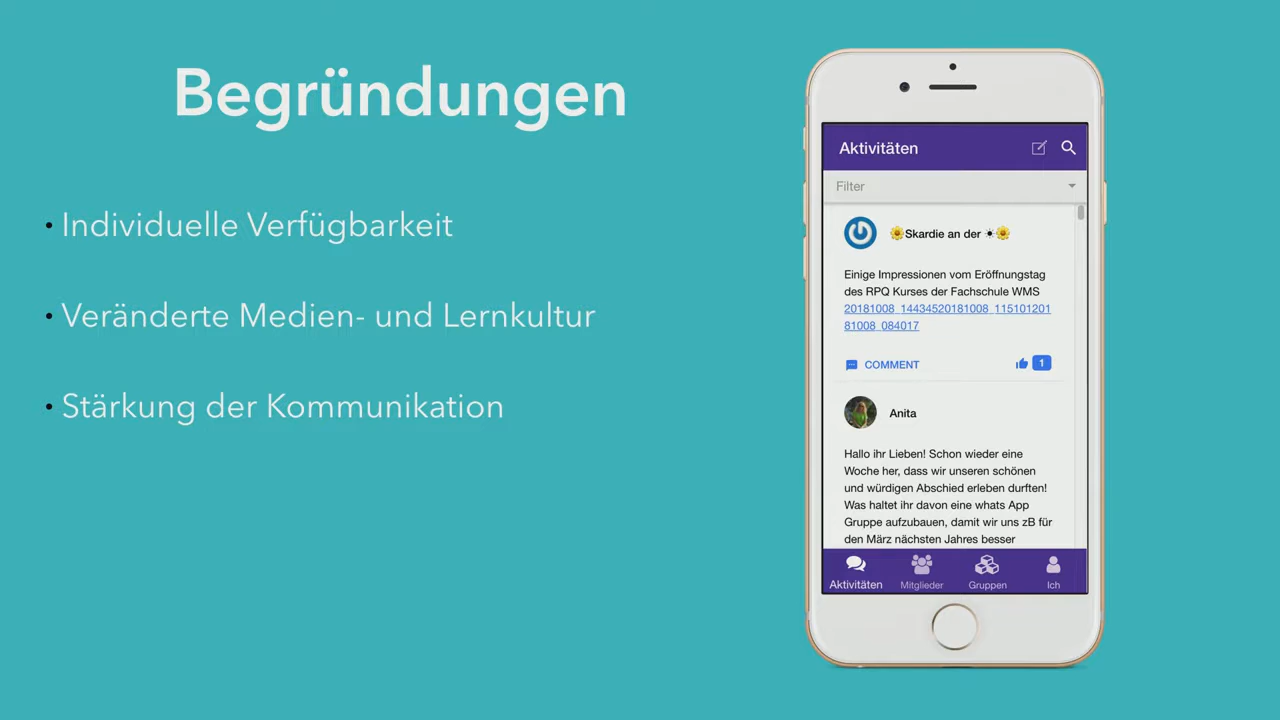 Begründungen
• Individuelle Verfügbarkeit
• Veränderte Medien- und Lernkultur
• Stärkung der Kommunikation
Aktivitäten
Filter
🌼Skardie an der ☀🌼
Einige Impressionen vom Eröffnungstag
des RPQ Kurses der Fachschule WMS
20181008_14434520181008_115101201
81008_084017
COMMENT
1
Anita
Hallo ihr Lieben! Schon wieder eine
Woche her, dass wir unseren schönen
und würdigen Abschied erleben durften!
Was haltet ihr davon eine whats App
Gruppe aufzubauen, damit wir uns zB für
den März nächsten Jahres besser
Aktivitäten Mitglieder Gruppen Ich